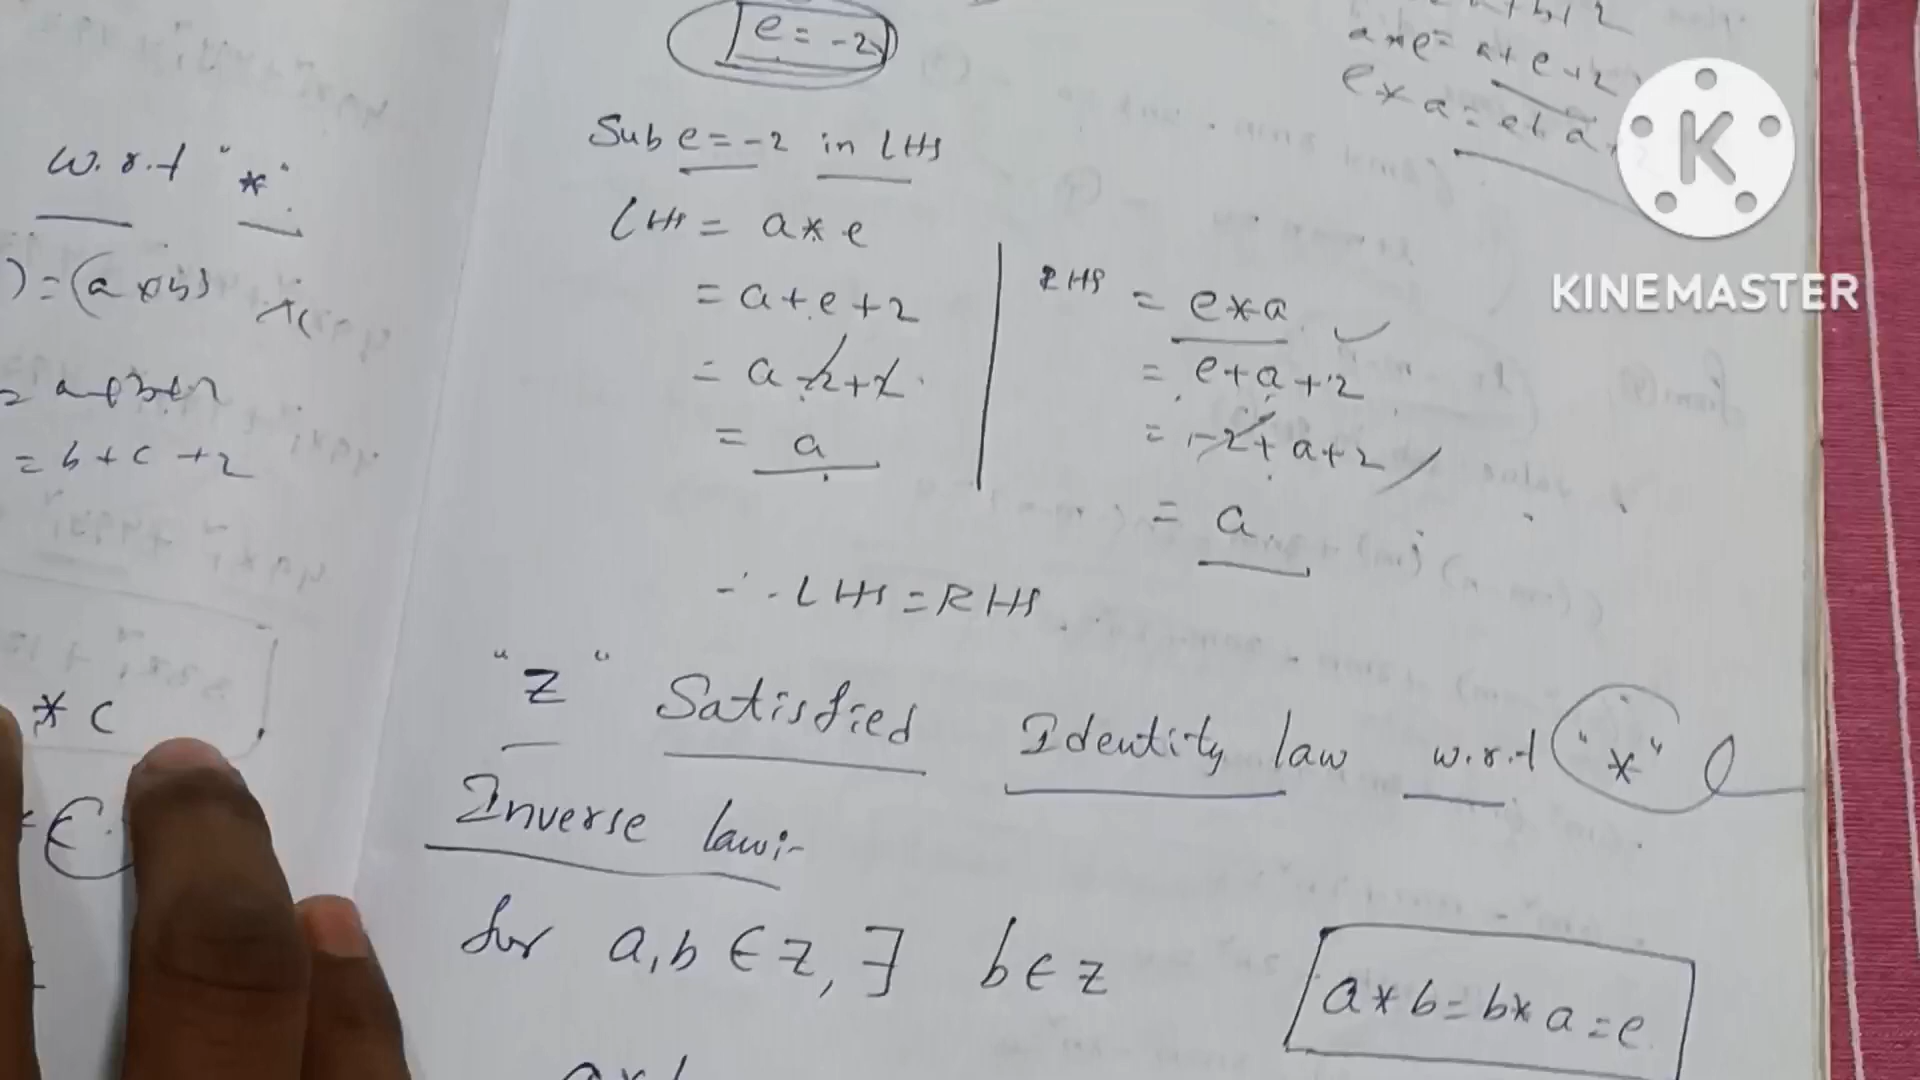 w.r.t "*".
= b+c+2
* c
e = -2
Sub e = -2 in LHS
LHS = a * e
= a+e+2
= a-2+2
= a
RHS = e*a
= e+a+2
= -2+a+2
= a
∴ LHS = RHS
"Z" Satisfied Identity law w.r.t "*"
Inverse law:-
for a,b ∈ z, ∃ b ∈ z
a * b = b * a = e
a*e = a+e+2
e*a = e+a
KINEMASTER